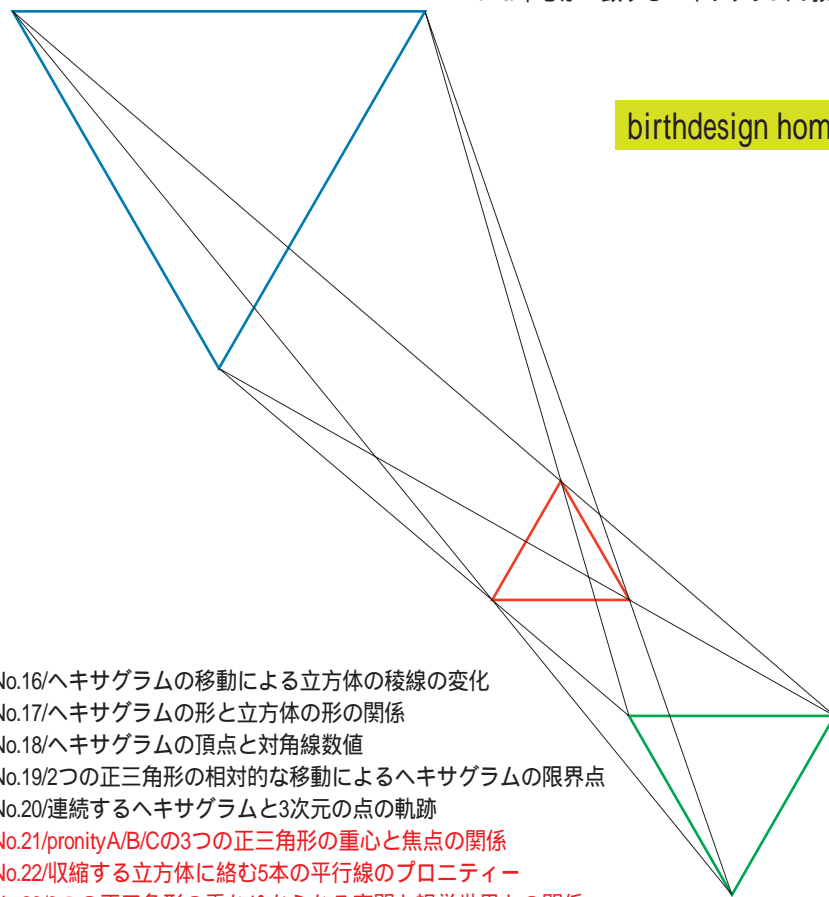 birthdesign hom
No.16/ヘキサグラムの移動による立方体の稜線の変化
No.17/ヘキサグラムの形と立方体の形の関係
No.18/ヘキサグラムの頂点と対角線数値
No.19/2つの正三角形の相対的な移動によるヘキサグラムの限界点
No.20/連続するヘキサグラムと3次元の点の軌跡
No.21/pronityA/B/Cの3つの正三角形の重心と焦点の関係
No.22/収縮する立方体に絡む5本の平行線のプロニティー